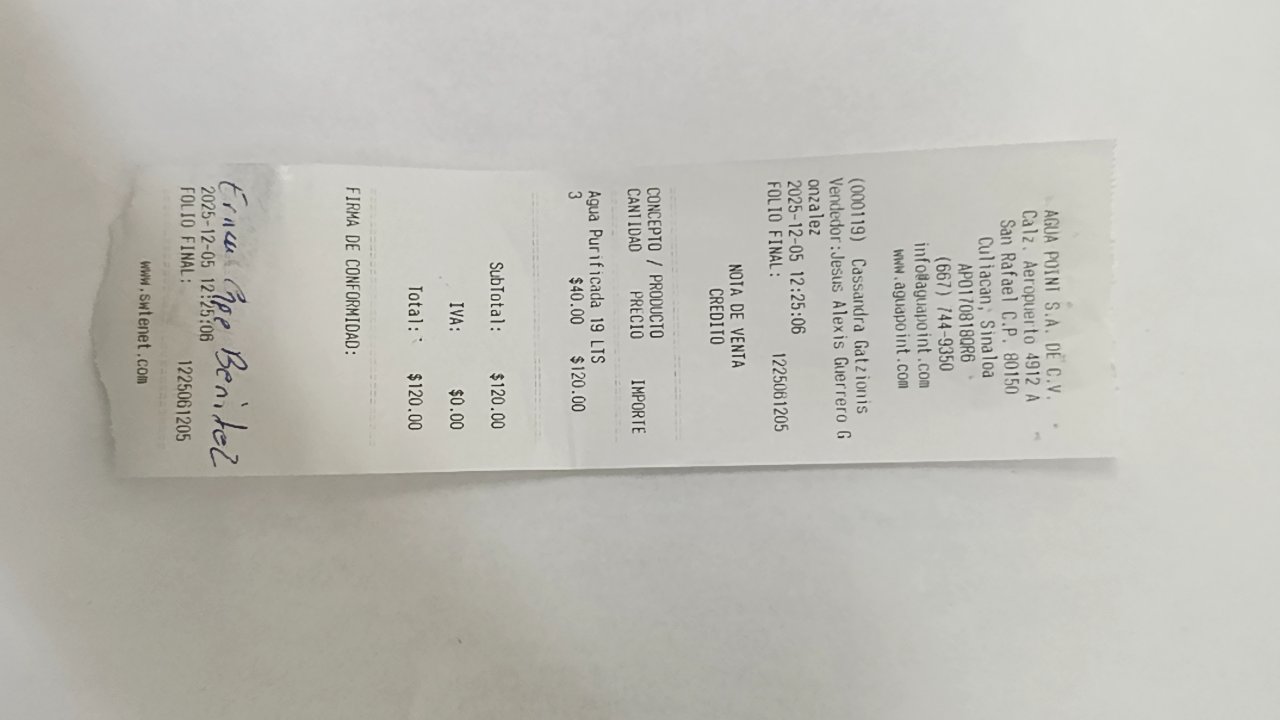 AGUA POINT S.A. DE C.V.
Calz. Aeropuerto 4912 A
San Rafael C.P. 80150
Culiacan, Sinaloa
APO170818QR6
(667) 744-9350
info@aguapoint.com
www.aguapoint.com
(000119) Cassandra Gatzionis
Vendedor:Jesus Alexis Guerrero G
onzalez
2025-12-05 12:25:06
FOLIO FINAL: 1225061205
NOTA DE VENTA
CREDITO
CONCEPTO / PRODUCTO
CANTIDAD PRECIO IMPORTE
Agua Purificada 19 LTS
3 $40.00 $120.00
SubTotal: $120.00
IVA: $0.00
Total: $120.00
FIRMA DE CONFORMIDAD:
Benitez
2025-12-05 12:25:06
FOLIO FINAL: 1225061205
www.swtenet.com